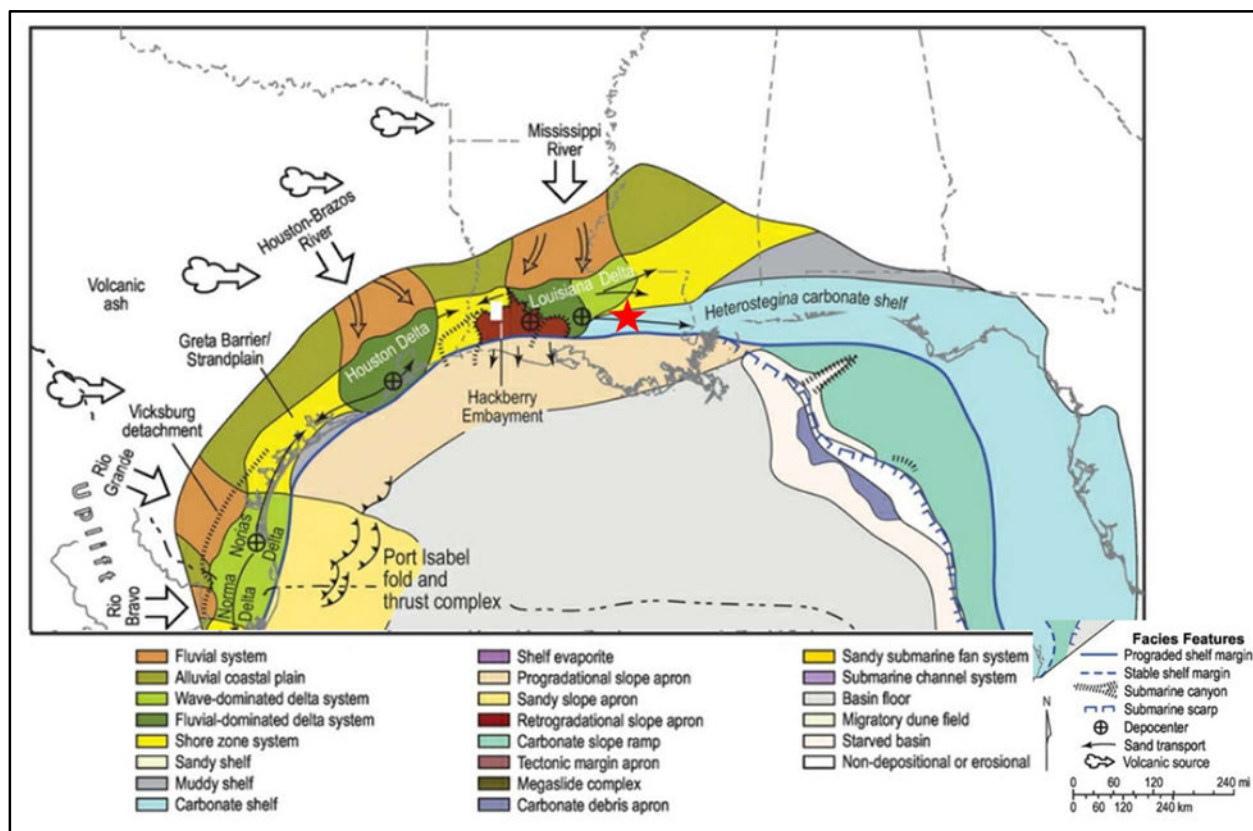 Mississippi
River
Houston-Brazos
River
Volcanic
ash
Louisiana Delta
Heterostegina carbonate shelf
Greta Barrier/
Strandplain
Houston Delta
Hackberry
Embayment
Vicksburg
detachment
Rio
Grande
Uplift
Norias
Delta
Port Isabel
fold and
thrust complex
Norma
Delta
Rio
Bravo
Fluvial system
Alluvial coastal plain
Wave-dominated delta system
Fluvial-dominated delta system
Shore zone system
Sandy shelf
Muddy shelf
Carbonate shelf
Shelf evaporite
Progradational slope apron
Sandy slope apron
Retrogradational slope apron
Carbonate slope ramp
Tectonic margin apron
Megaslide complex
Carbonate debris apron
Sandy submarine fan system
Submarine channel system
Basin floor
Migratory dune field
Starved basin
Non-depositional or erosional
Facies Features
Prograded shelf margin
Stable shelf margin
Submarine canyon
Submarine scarp
Depocenter
Sand transport
Volcanic source
0 60 120 240 mi
0 60 120 240 km